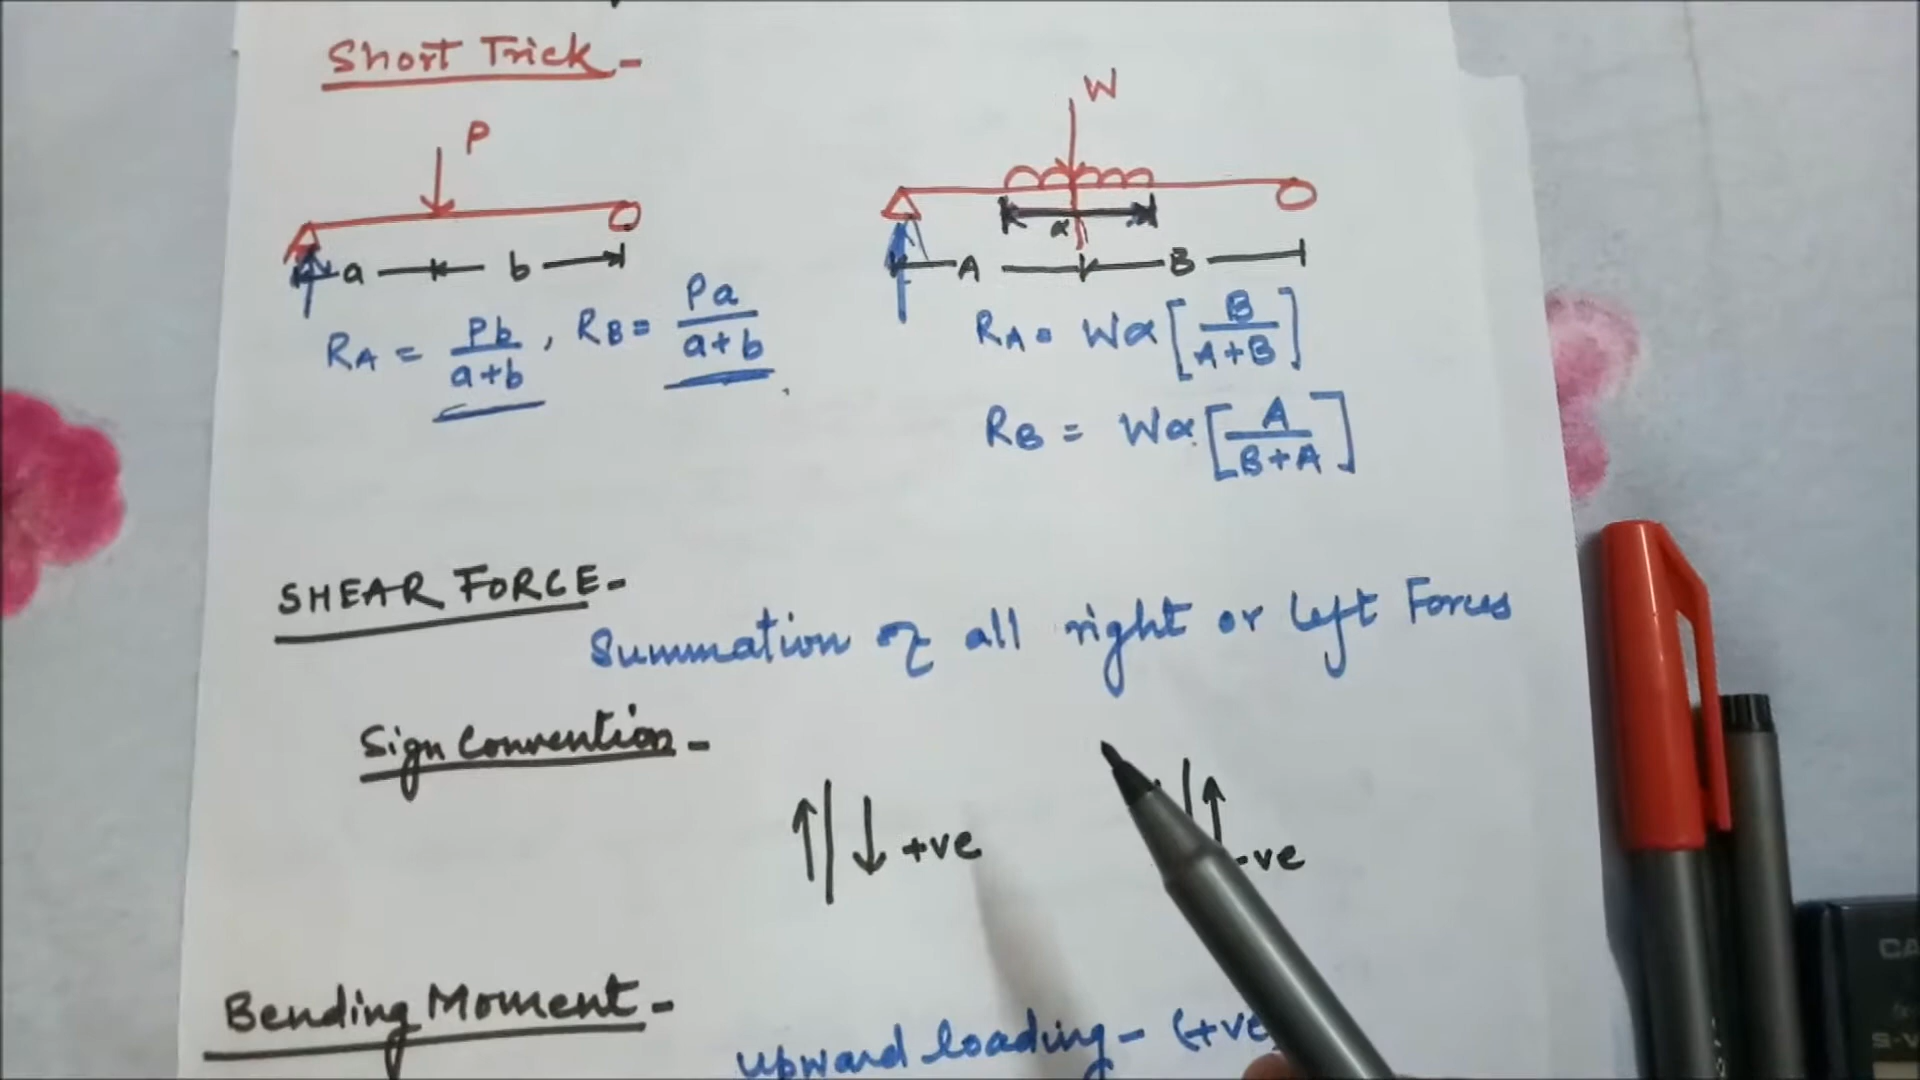 Short Trick -
P
W
a b
α
A B
RA = Pb/a+b , RB = Pa/a+b .
RA = Wα [B/A+B]
RB = Wα [A/B+A]
SHEAR FORCE -
Summation of all right or left Forces
Sign Convention -
↑|↓ +ve |↑ -ve
Bending Moment -
Upward loading - (+ve)
CA
S-V